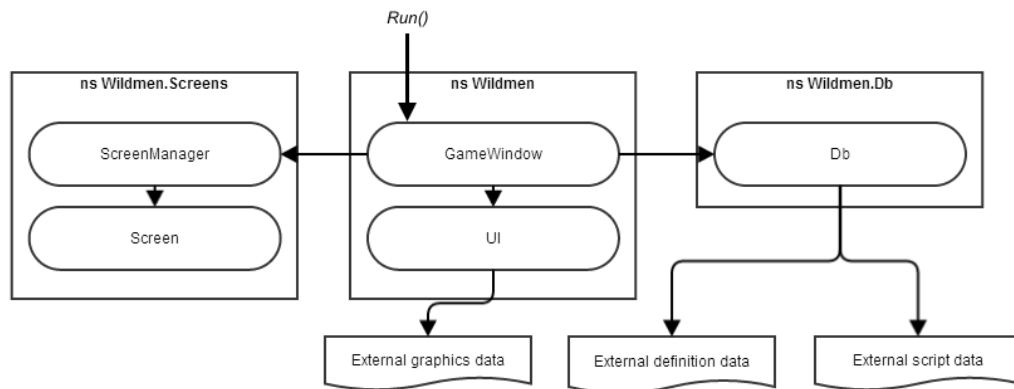 Run()
ns Wildmen.Screens
ns Wildmen
ns Wildmen.Db
ScreenManager
GameWindow
Db
Screen
UI
External graphics data
External definition data
External script data